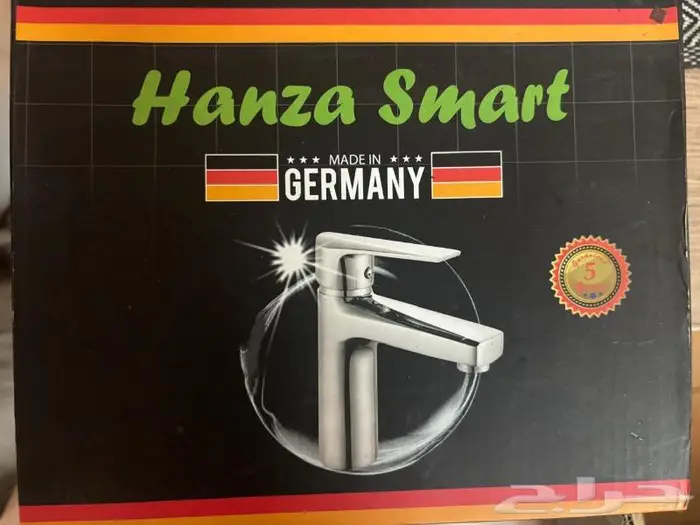 Hanza Smart
MADE IN
GERMANY
5
حراج